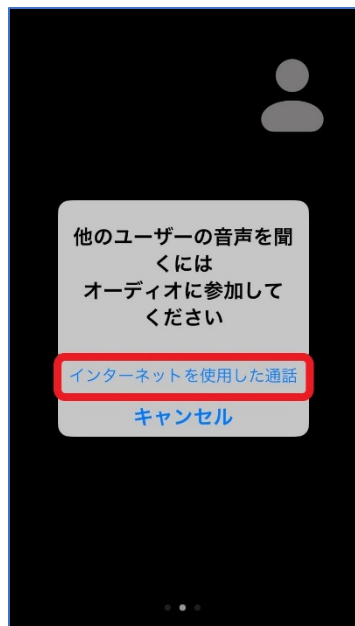 他のユーザーの音声を聞
くには
オーディオに参加して
ください
インターネットを使用した通話
キャンセル